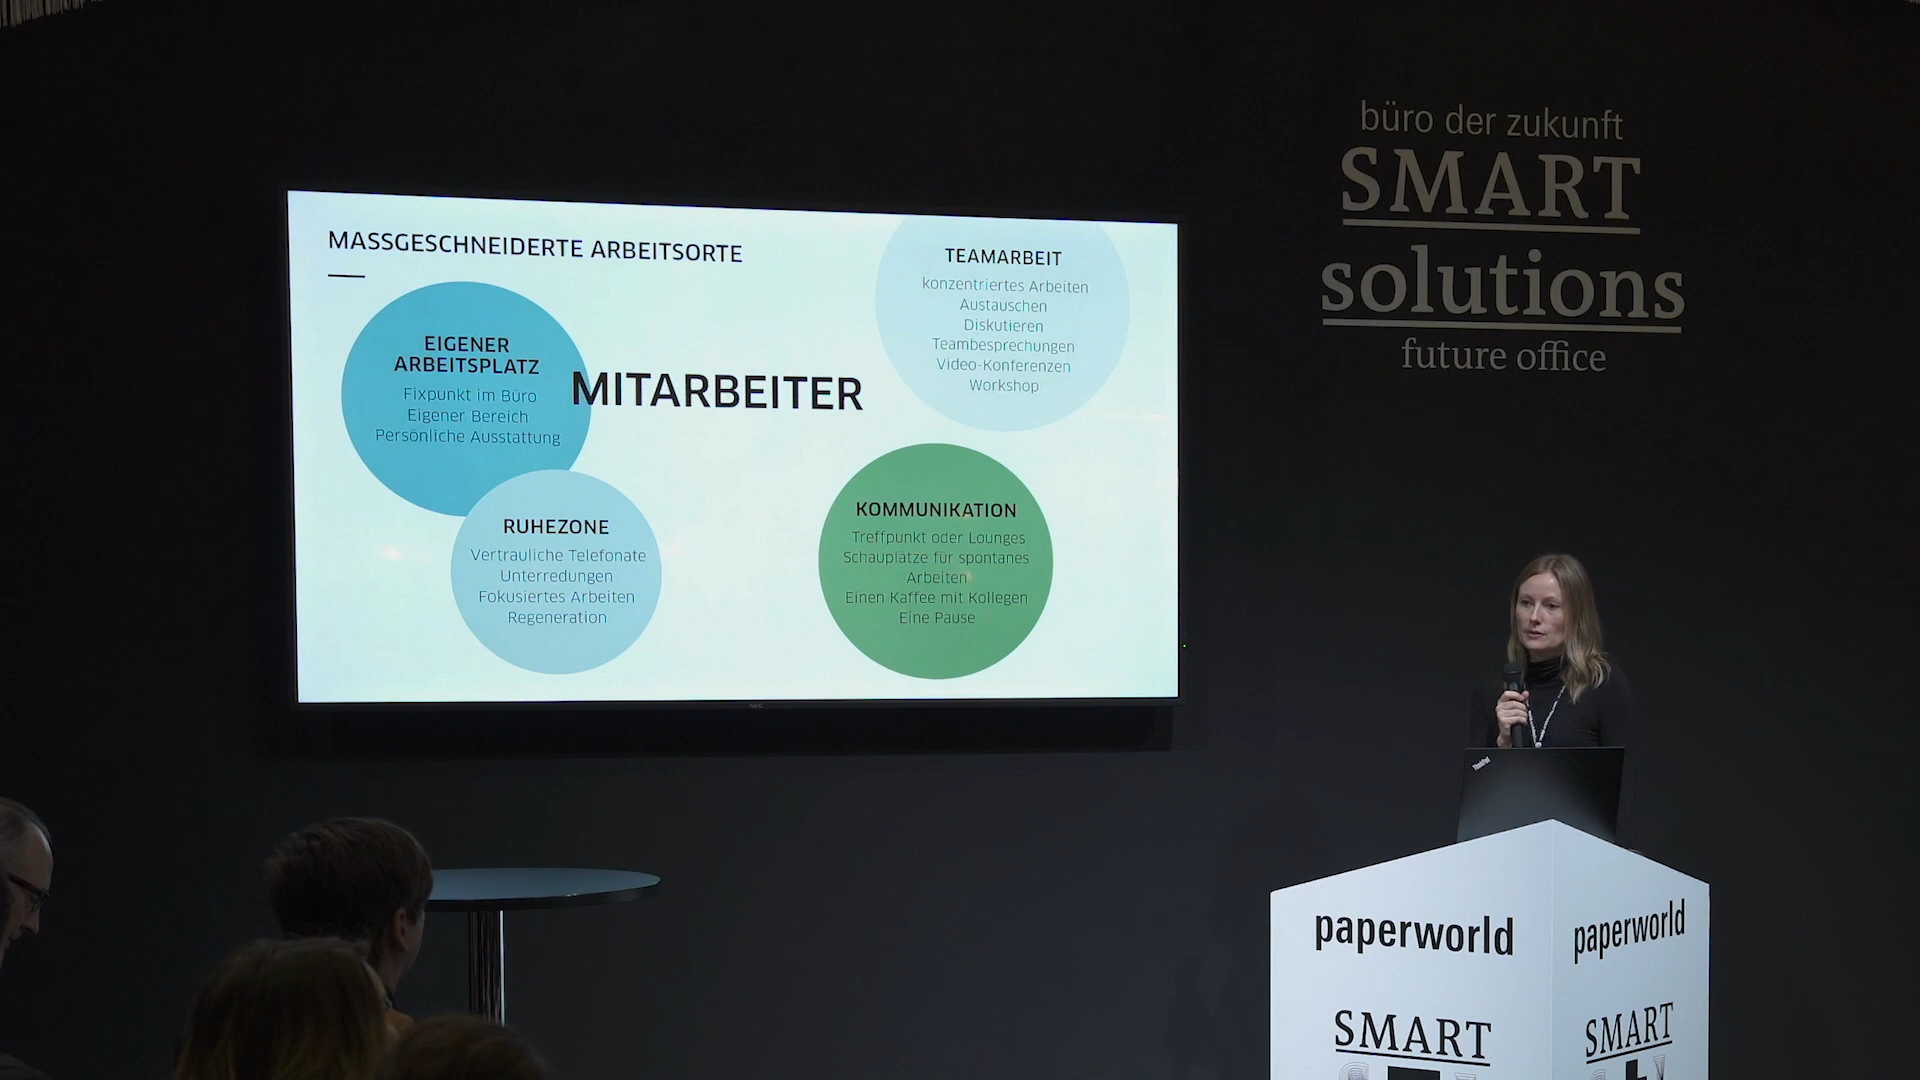 büro der zukunft
SMART
solutions
future office
MASSGESCHNEIDERTE ARBEITSORTE
EIGENER
ARBEITSPLATZ
Fixpunkt im Büro
Eigener Bereich
Persönliche Ausstattung
MITARBEITER
TEAMARBEIT
konzentriertes Arbeiten
Austauschen
Diskutieren
Teambesprechungen
Video-Konferenzen
Workshop
RUHEZONE
Vertrauliche Telefonate
Unterredungen
Fokusiertes Arbeiten
Regeneration
KOMMUNIKATION
Treffpunkt oder Lounges
Schauplätze für spontanes
Arbeiten
Einen Kaffee mit Kollegen
Eine Pause
NEC
ThinkPad
paperworld
SMART
paperworld
SMART